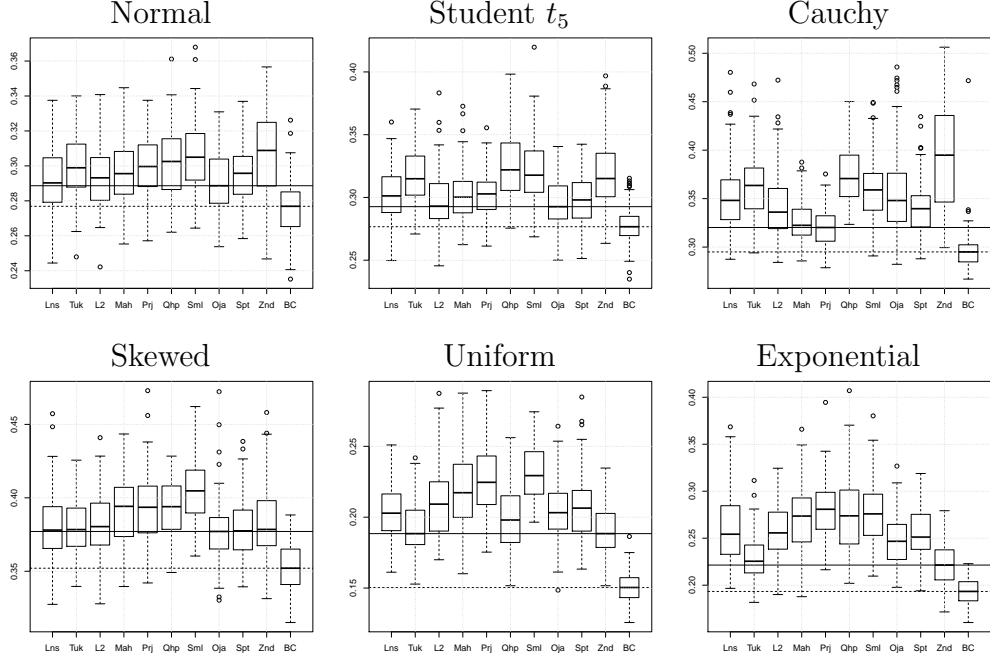 Normal
0.24 0.26 0.28 0.30 0.32 0.34 0.36
Lns Tuk L2 Mah Prj Qhp Sml Oja Spt Znd BC
Student t5
0.25 0.30 0.35 0.40
Lns Tuk L2 Mah Prj Qhp Sml Oja Spt Znd BC
Cauchy
0.30 0.35 0.40 0.45 0.50
Lns Tuk L2 Mah Prj Qhp Sml Oja Spt Znd BC
Skewed
0.35 0.40 0.45
Lns Tuk L2 Mah Prj Qhp Sml Oja Spt Znd BC
Uniform
0.15 0.20 0.25
Lns Tuk L2 Mah Prj Qhp Sml Oja Spt Znd BC
Exponential
0.20 0.25 0.30 0.35 0.40
Lns Tuk L2 Mah Prj Qhp Sml Oja Spt Znd BC